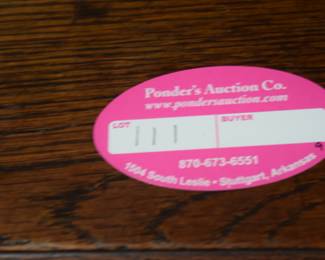 Ponder's Auction Co.
www.pondersauction.com
LOT BUYER
111
870-673-6551
1504 South Leslie • Stuttgart, Arkansas